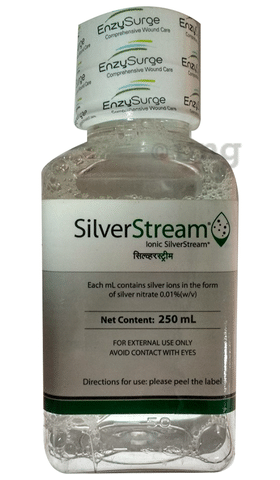 EnzySurge
Comprehensive Wound Care
EnzySurge
Comprehensive Wound Care
SilverStream®
Ionic SilverStream®
सिल्व्हरस्ट्रीम
Each mL contains silver ions in the form
of silver nitrate 0.01%(w/v)
Net Content: 250 mL
FOR EXTERNAL USE ONLY
AVOID CONTACT WITH EYES
Directions for use: please peel the label
50